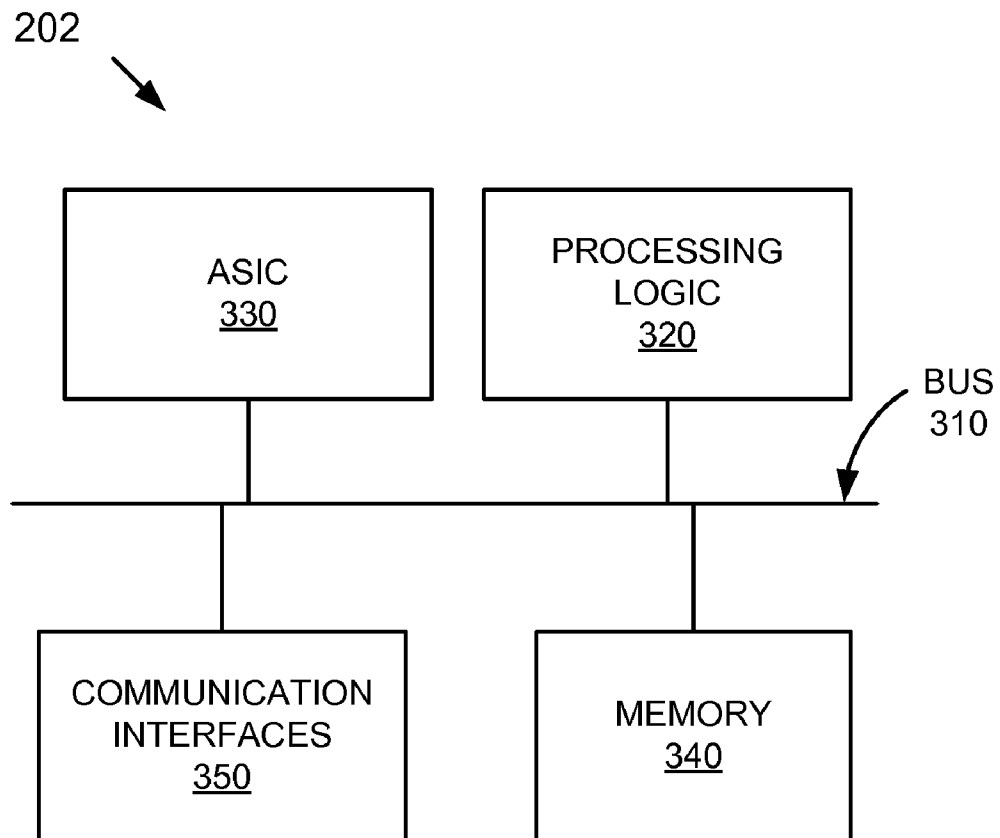 202
ASIC
330
PROCESSING
LOGIC
320
BUS
310
COMMUNICATION
INTERFACES
350
MEMORY
340